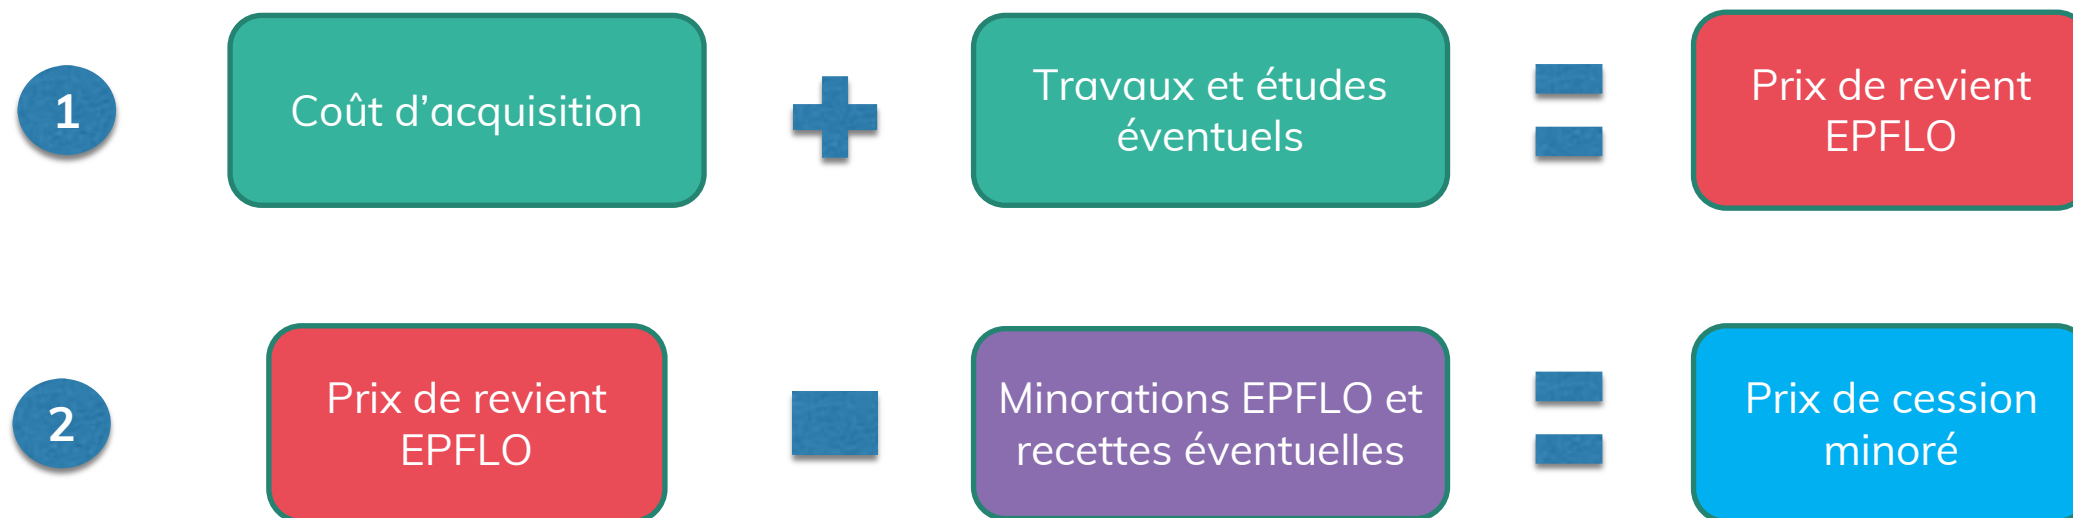 1
Coût d’acquisition
Travaux et études
éventuels
Prix de revient
EPFLO
2
Prix de revient
EPFLO
Minorations EPFLO et
recettes éventuelles
Prix de cession
minoré